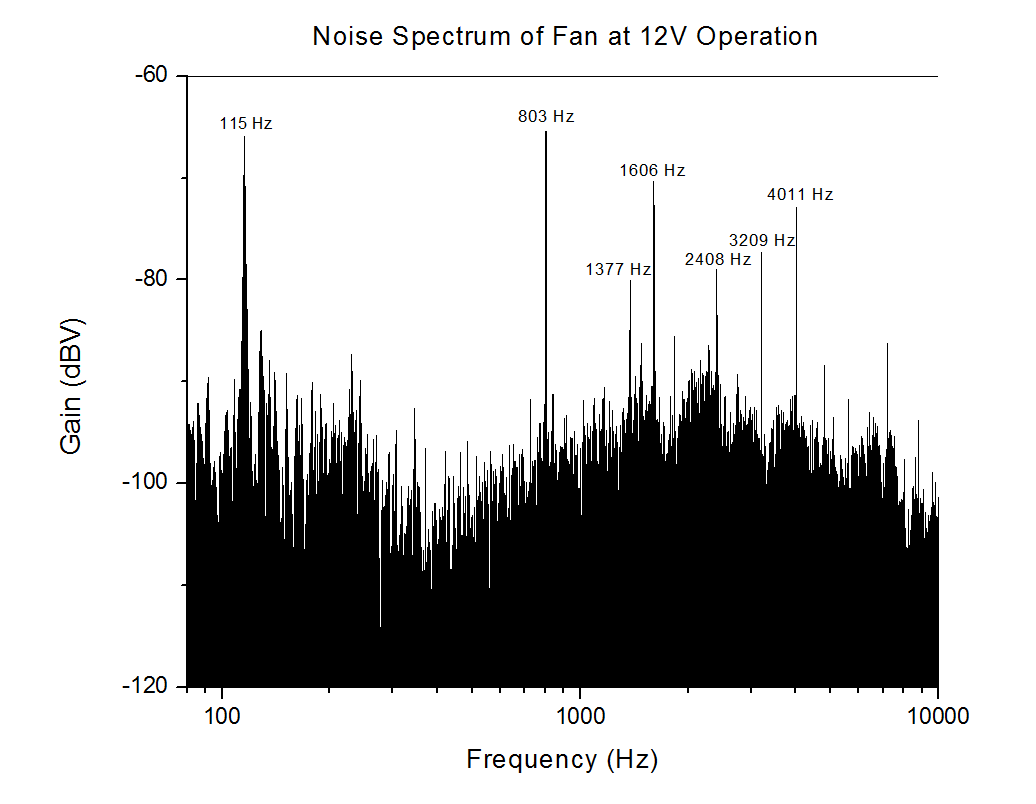 Noise Spectrum of Fan at 12V Operation
-60
803 Hz
115 Hz
1606 Hz
4011 Hz
3209 Hz
2408 Hz
1377 Hz
-80
-100
-120
Gain (dBV)
100
1000
10000
Frequency (Hz)